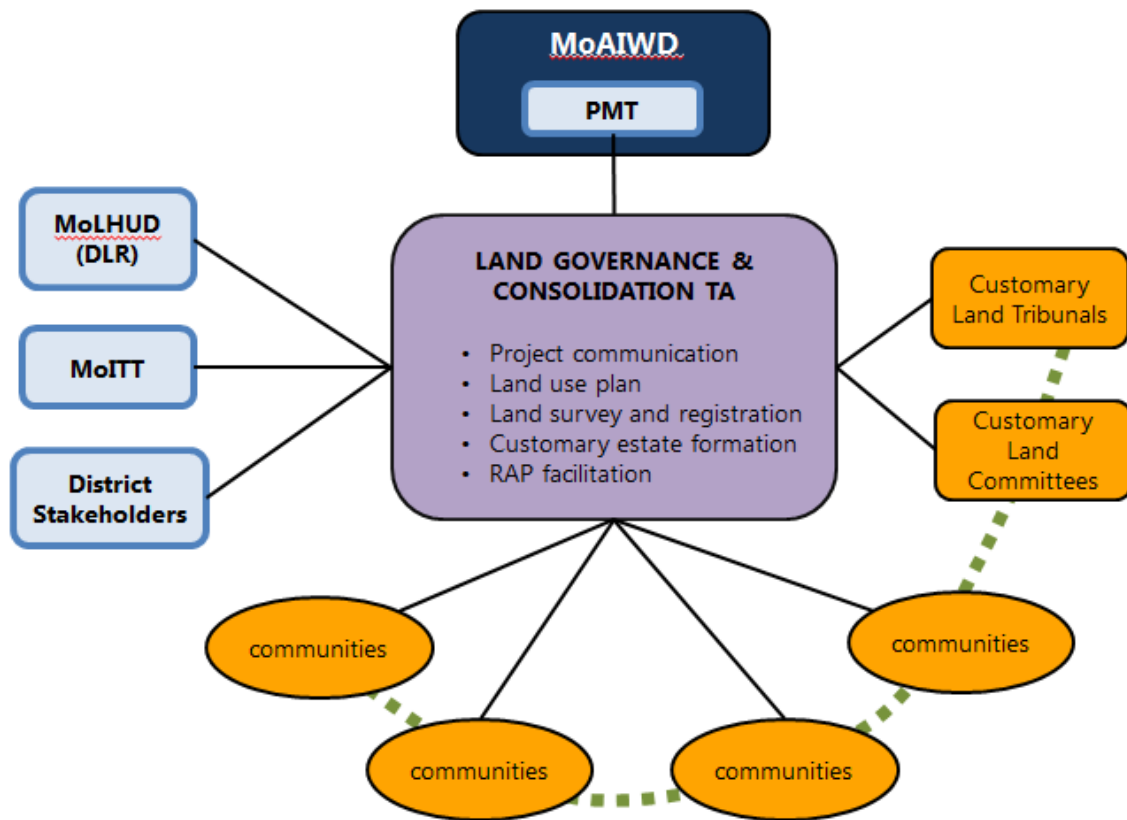 MoAIWD
PMT
MoLHUD
(DLR)
MoITT
District
Stakeholders
LAND GOVERNANCE &
CONSOLIDATION TA
• Project communication
• Land use plan
• Land survey and registration
• Customary estate formation
• RAP facilitation
Customary
Land Tribunals
Customary
Land
Committees
communities
communities
communities
communities